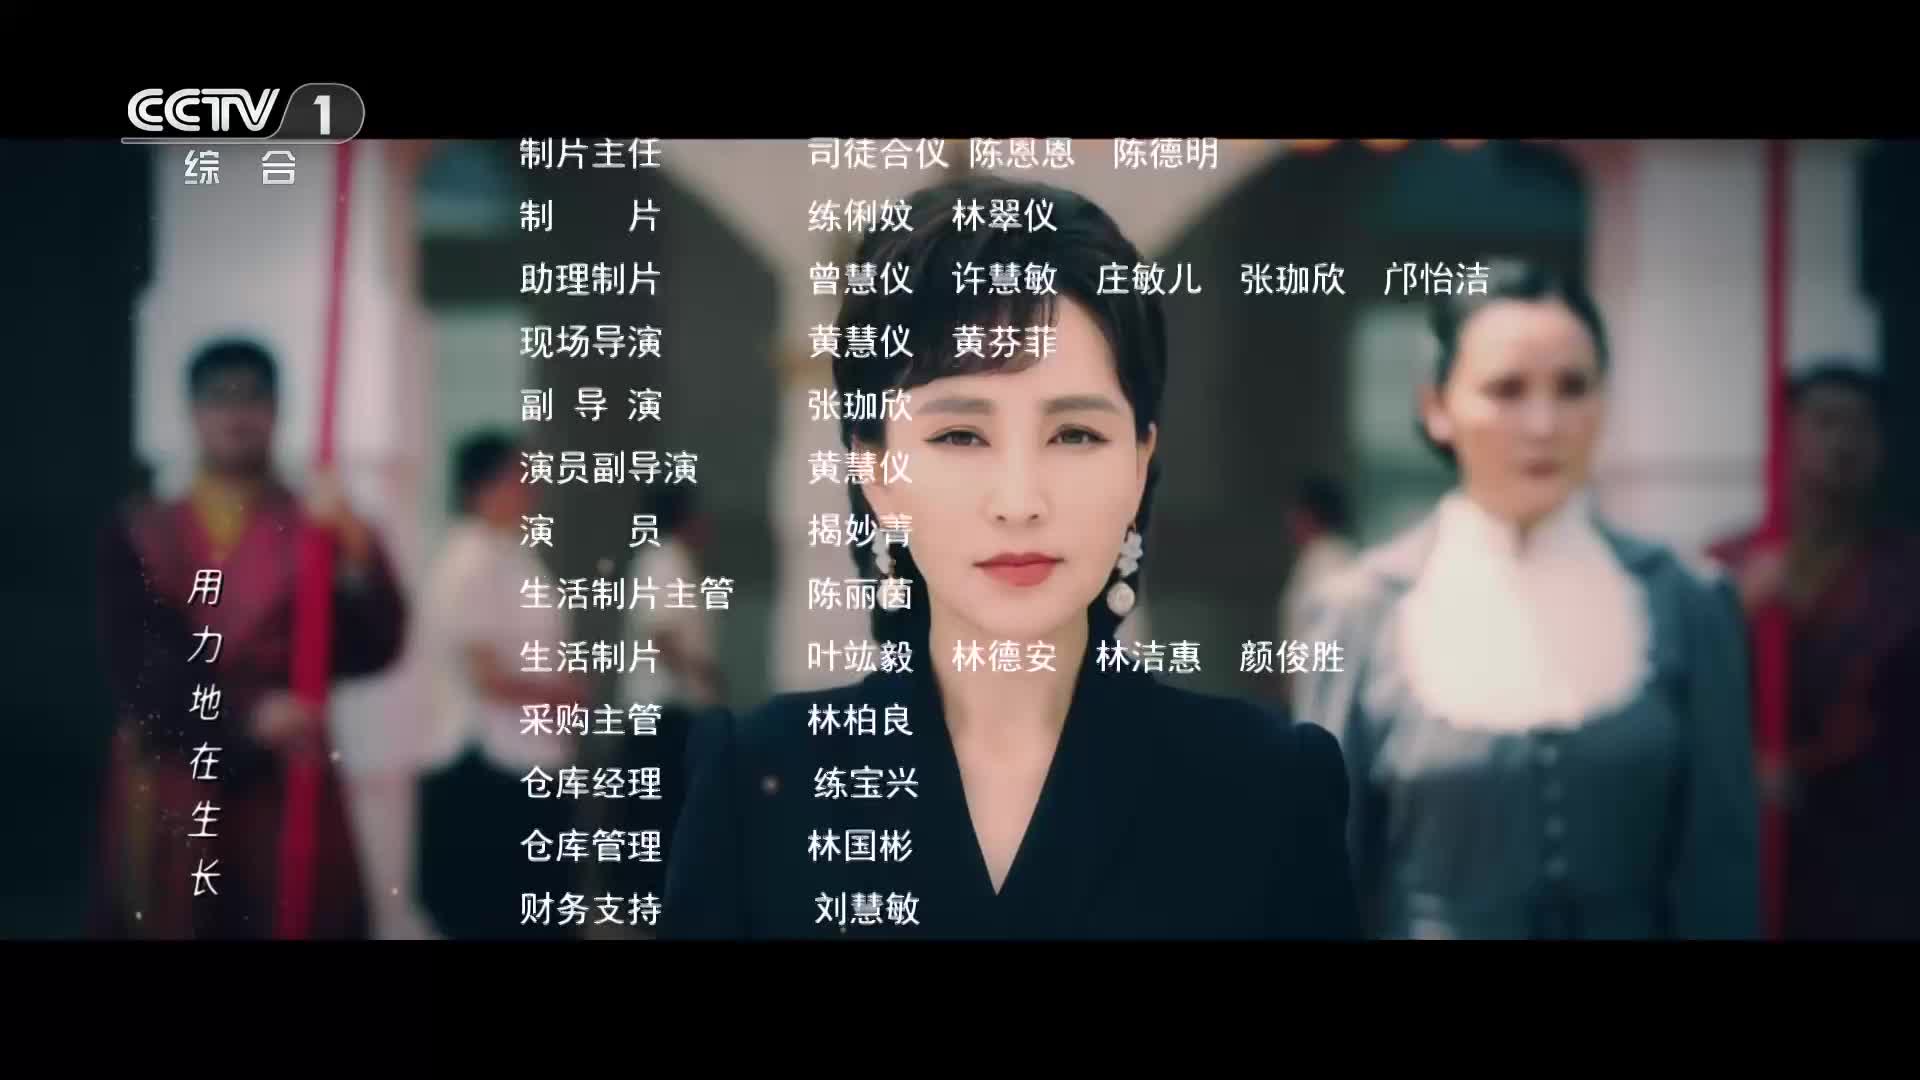 CCTV 1
综 合
制片主任 司徒合仪 陈恩恩 陈德明
制 片 练俐妏 林翠仪
助理制片 曾慧仪 许慧敏 庄敏儿 张珈欣 邝怡洁
现场导演 黄慧仪 黄芬菲
副 导 演 张珈欣
演员副导演 黄慧仪
演 员 揭妙菁
生活制片主管 陈丽茵
生活制片 叶竑毅 林德安 林洁惠 颜俊胜
采购主管 林柏良
仓库经理 练宝兴
仓库管理 林国彬
财务支持 刘慧敏
用力地在生长